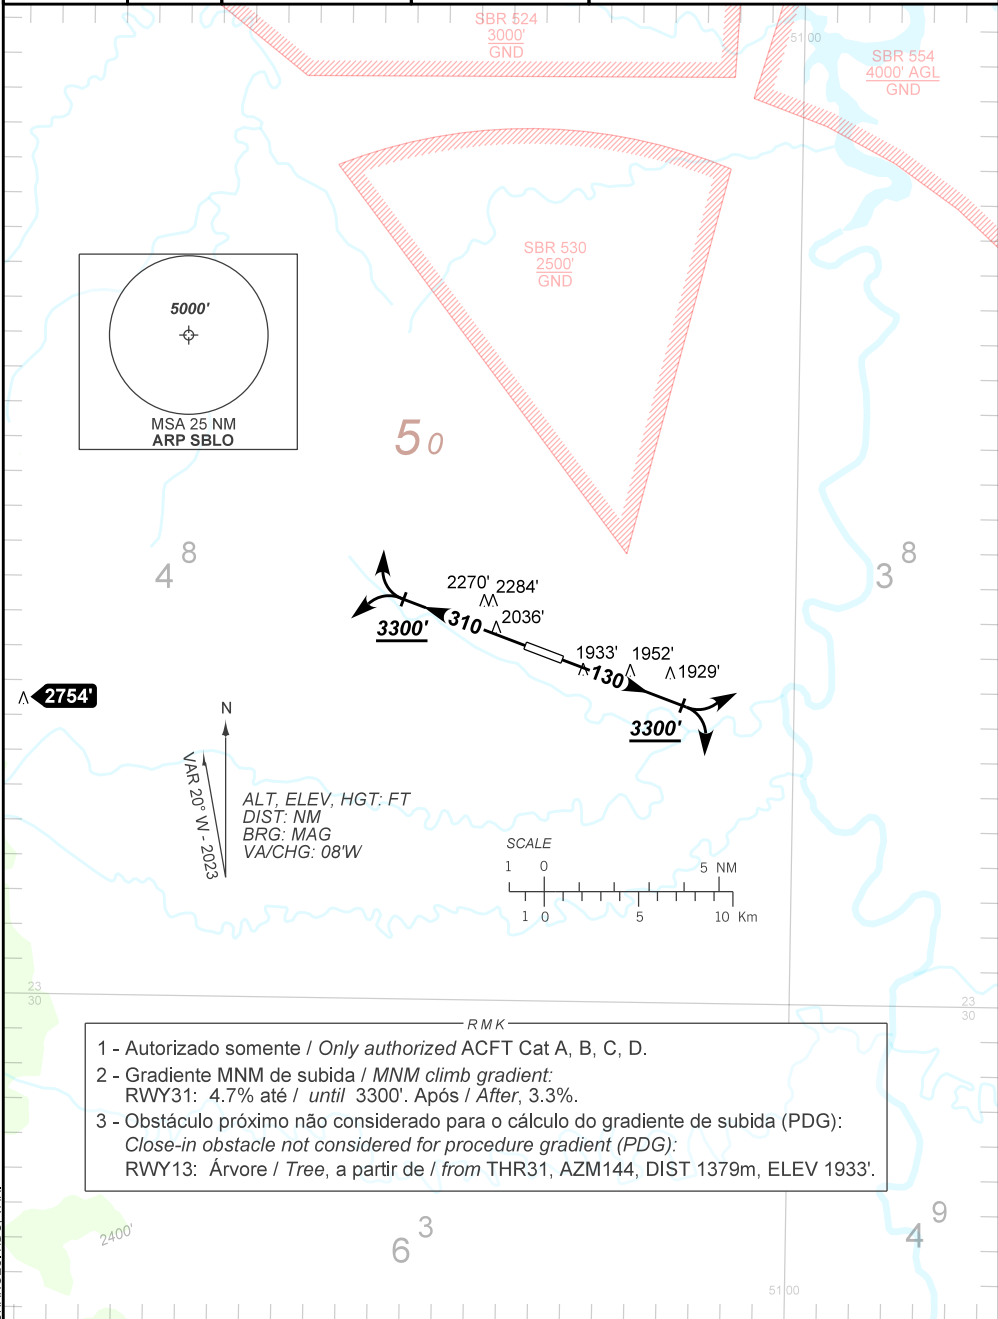 SBR 524
3000'
GND
51 00
SBR 554
4000' AGL
GND
SBR 530
2500'
GND
5000'
MSA 25 NM
ARP SBLO
5 0
4 8
3 8
2270' 2284'
2036'
310
3300'
1933' 1952'
1929'
130
3300'
2754'
N
VAR 20° W - 2023
ALT, ELEV, HGT: FT
DIST: NM
BRG: MAG
VA/CHG: 08'W
SCALE
1 0 5 NM
1 0 5 10 Km
23
30
23
30
RMK
1 - Autorizado somente / Only authorized ACFT Cat A, B, C, D.
2 - Gradiente MNM de subida / MNM climb gradient:
RWY31: 4.7% até / until 3300'. Após / After, 3.3%.
3 - Obstáculo próximo não considerado para o cálculo do gradiente de subida (PDG):
Close-in obstacle not considered for procedure gradient (PDG):
RWY13: Árvore / Tree, a partir de / from THR31, AZM144, DIST 1379m, ELEV 1933'.
2400'
6 3
4 9
51 00